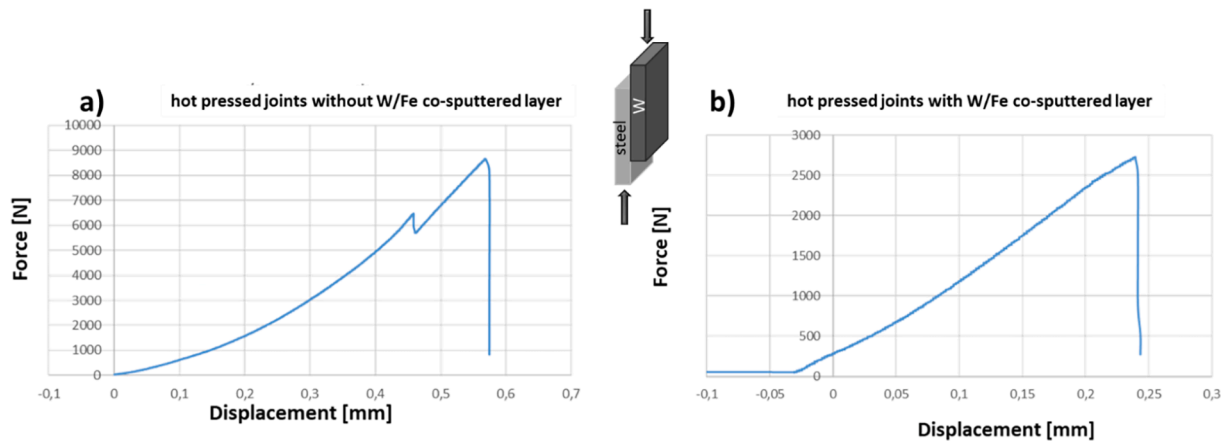 a)
hot pressed joints without W/Fe co-sputtered layer
10000
9000
8000
7000
6000
5000
4000
3000
2000
1000
0
Force [N]
-0,1 0 0,1 0,2 0,3 0,4 0,5 0,6 0,7
Displacement [mm]
steel
W
b)
hot pressed joints with W/Fe co-sputtered layer
3000
2500
2000
1500
1000
500
0
Force [N]
-0,1 -0,05 0 0,05 0,1 0,15 0,2 0,25 0,3
Displacement [mm]